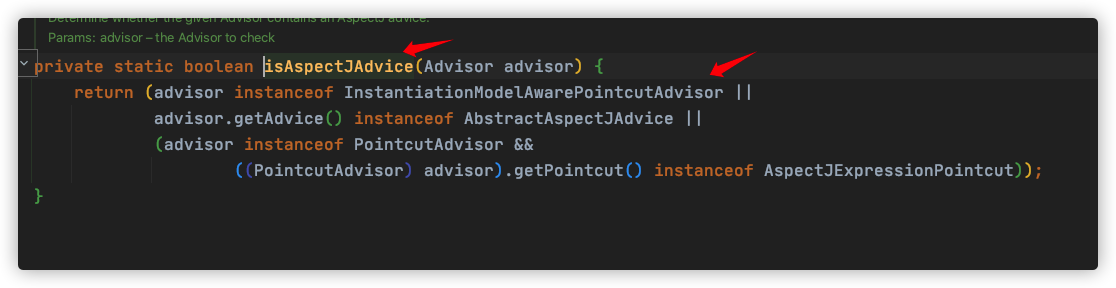 Determine whether the given Advisor contains an AspectJ advice.
Params: advisor – the Advisor to check
private static boolean isAspectJAdvice(Advisor advisor) {
return (advisor instanceof InstantiationModelAwarePointcutAdvisor ||
advisor.getAdvice() instanceof AbstractAspectJAdvice ||
(advisor instanceof PointcutAdvisor &&
((PointcutAdvisor) advisor).getPointcut() instanceof AspectJExpressionPointcut));
}